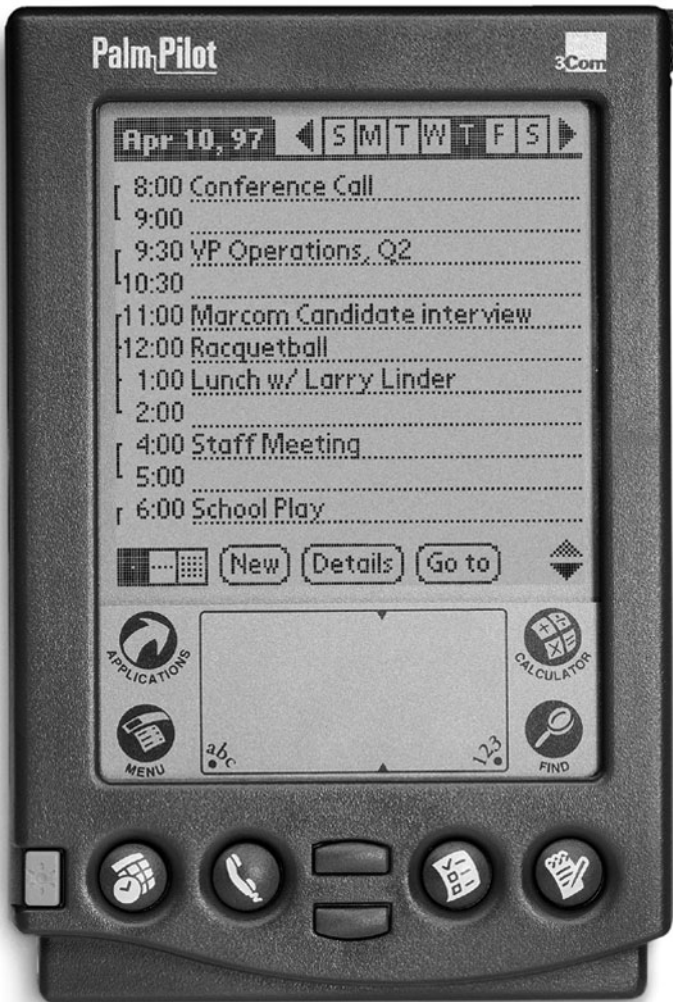 PalmPilot
3Com
Apr 10, 97 S M T W T F S
8:00 Conference Call
9:00
9:30 VP Operations, Q2
10:30
11:00 Marcom Candidate interview
12:00 Racquetball
1:00 Lunch w/ Larry Linder
2:00
4:00 Staff Meeting
5:00
6:00 School Play
New Details Go to
APPLICATIONS
CALCULATOR
MENU
abc
123
FIND